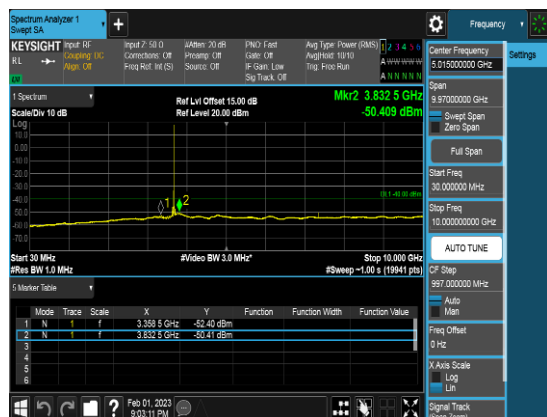 Spectrum Analyzer 1
Swept SA
Frequency
KEYSIGHT
RL
Input: RF
Coupling: DC
Align: Off
Input Z: 50 Ω
Corrections: Off
Freq Ref: Int (S)
#Atten: 20 dB
Preamp: Off
Source: Off
PNO: Fast
Gate: Off
IF Gain: Low
Sig Track: Off
Avg Type: Power (RMS)
Avg|Hold: 10/10
Trig: Free Run
1 2 3 4 5 6
A W W W W W
A N N N N N
1 Spectrum
Scale/Div 10 dB
Ref Lvl Offset 15.00 dB
Ref Level 20.00 dBm
Mkr2 3.832 5 GHz
-50.409 dBm
Log
10.0
0.00
-10.0
-20.0
-30.0
-40.0
-50.0
-60.0
-70.0
DL1 -40.00 dBm
1
2
Start 30 MHz
#Res BW 1.0 MHz
#Video BW 3.0 MHz*
Stop 10.000 GHz
#Sweep ~1.00 s (19941 pts)
5 Marker Table
Mode Trace Scale X Y Function Function Width Function Value
1 N 1 f 3.358 5 GHz -52.40 dBm
2 N 1 f 3.832 5 GHz -50.41 dBm
3
4
5
6
Feb 01, 2023
9:03:11 PM
Center Frequency
5.015000000 GHz
Settings
Span
9.97000000 GHz
Swept Span
Zero Span
Full Span
Start Freq
30.000000 MHz
Stop Freq
10.000000000 GHz
AUTO TUNE
CF Step
997.000000 MHz
Auto
Man
Freq Offset
0 Hz
X Axis Scale
Log
Lin
Signal Track
(Span Zoom)